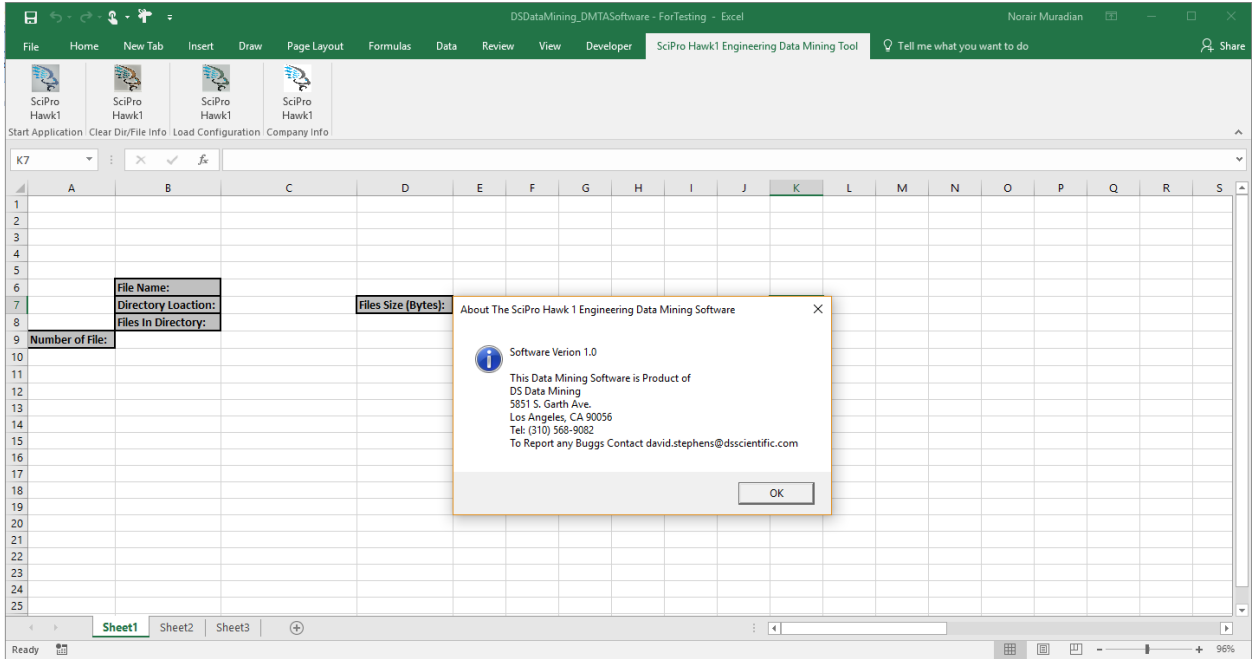 DSDataMining_DMTASoftware - ForTesting - Excel
Norair Muradian
File Home New Tab Insert Draw Page Layout Formulas Data Review View Developer SciPro Hawk1 Engineering Data Mining Tool Tell me what you want to do Share
SciPro SciPro SciPro SciPro
Hawk1 Hawk1 Hawk1 Hawk1
Start Application Clear Dir/File Info Load Configuration Company Info
K7 fx
A B C D E F G H I J K L M N O P Q R S
1
2
3
4
5
6 File Name:
7 Directory Loaction: Files Size (Bytes):
8 Files In Directory:
9 Number of File:
10
11
12
13
14
15
16
17
18
19
20
21
22
23
24
25
About The SciPro Hawk 1 Engineering Data Mining Software
Software Verion 1.0
This Data Mining Software is Product of
DS Data Mining
5851 S. Garth Ave.
Los Angeles, CA 90056
Tel: (310) 568-9082
To Report any Buggs Contact david.stephens@dsscientific.com
OK
Sheet1 Sheet2 Sheet3
Ready 96%